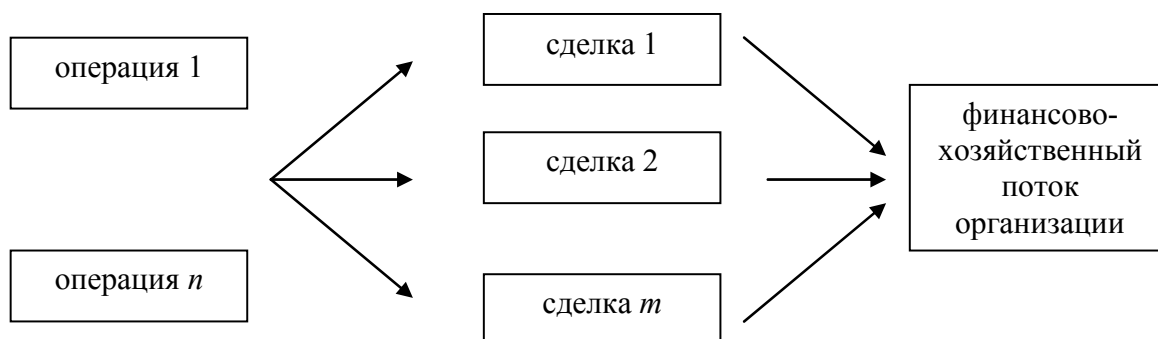 операция 1
операция n
сделка 1
сделка 2
сделка m
финансово-
хозяйственный
поток
организации